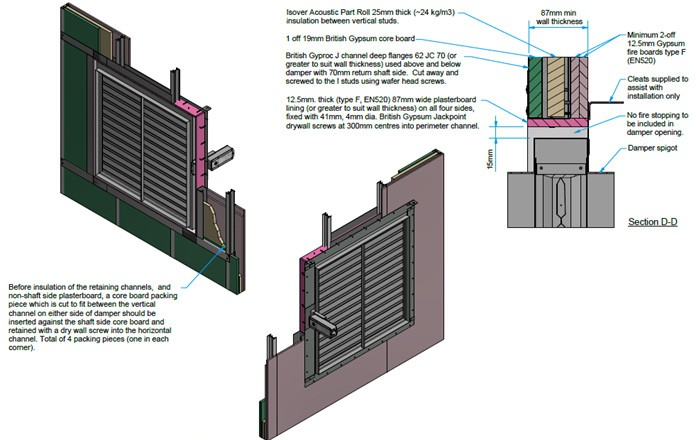 Isover Acoustic Part Roll 25mm thick (~24 kg/m3)
insulation between vertical studs.
1 off 19mm British Gypsum core board
British Gyproc J channel deep flanges 62 JC 70 (or
greater to suit wall thickness) used above and below
damper with 70mm return shaft side. Cut away and
screwed to the I studs using wafer head screws.
12.5mm. thick (type F, EN520) 87mm wide plasterboard
lining (or greater to suit wall thickness) on all four sides,
fixed with 41mm, 4mm dia. British Gypsum Jackpoint
drywall screws at 300mm centres into perimeter channel.
87mm min
wall thickness
Minimum 2-off
12.5mm Gypsum
fire boards type F
(EN520)
Cleats supplied to
assist with
installation only
No fire stopping to
be included in
damper opening.
Damper spigot
15mm
Section D-D
Before insulation of the retaining channels, and
non-shaft side plasterboard, a core board packing
piece which is cut to fit between the vertical
channel on either side of damper should be
inserted against the shaft side core board and
retained with a dry wall screw into the horizontal
channel. Total of 4 packing pieces (one in each
corner).